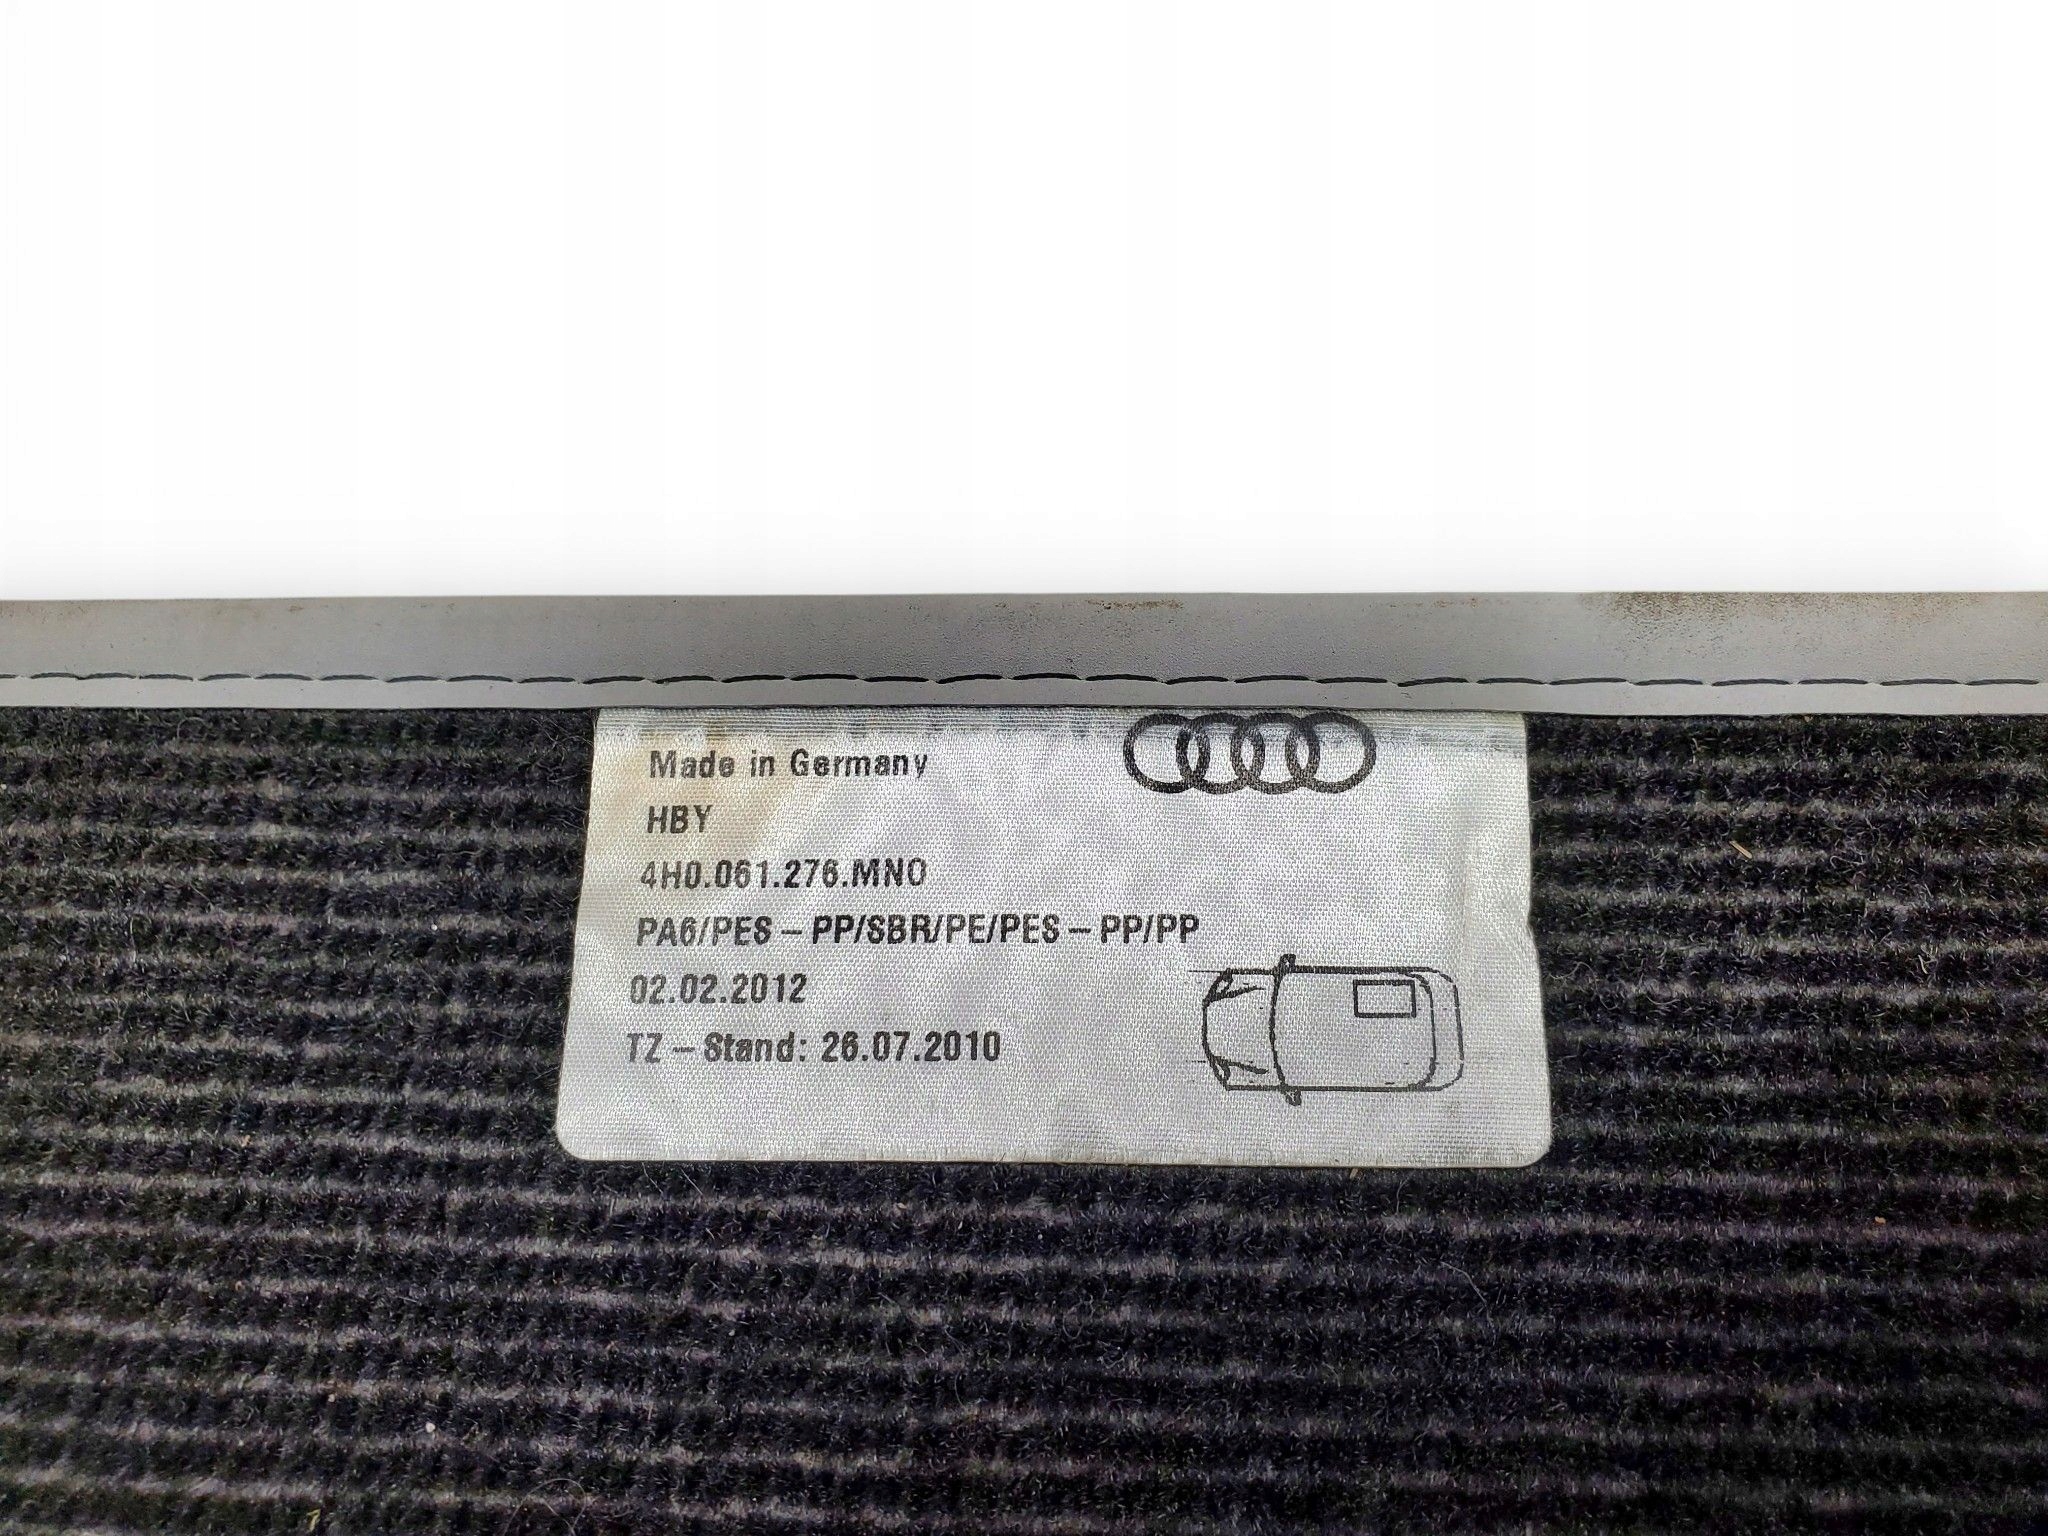 Made in Germany
HBY
4H0.061.276.MNO
PA6/PES – PP/SBR/PE/PES – PP/PP
02.02.2012
TZ – Stand: 26.07.2010